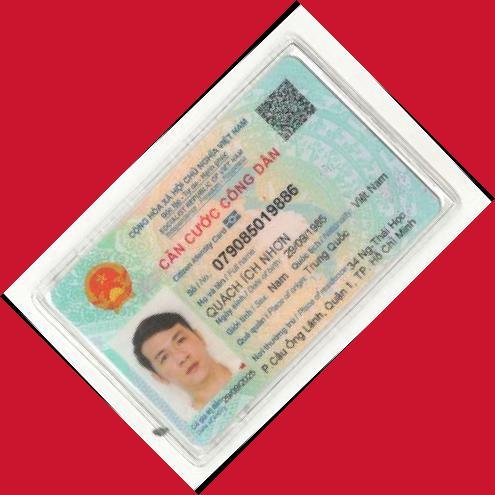 CỘNG HÒA XÃ HỘI CHỦ NGHĨA VIỆT NAM
Độc lập - Tự do - Hạnh phúc
SOCIALIST REPUBLIC OF VIET NAM
CĂN CƯỚC CÔNG DÂN
Citizen Identity Card
Số / No.: 079085019886
Họ và tên / Full name:
QUÁCH ÍCH NHƠN
Ngày sinh / Date of birth: 29/09/1985
Giới tính / Sex: Nam Quốc tịch / Nationality: Việt Nam
Quê quán / Place of origin: Trung Quốc
Nơi thường trú / Place of residence: 34 Ng. Thái Học
P. Cầu Ông Lãnh, Quận 1, TP. Hồ Chí Minh
Có giá trị đến: 29/09/2025